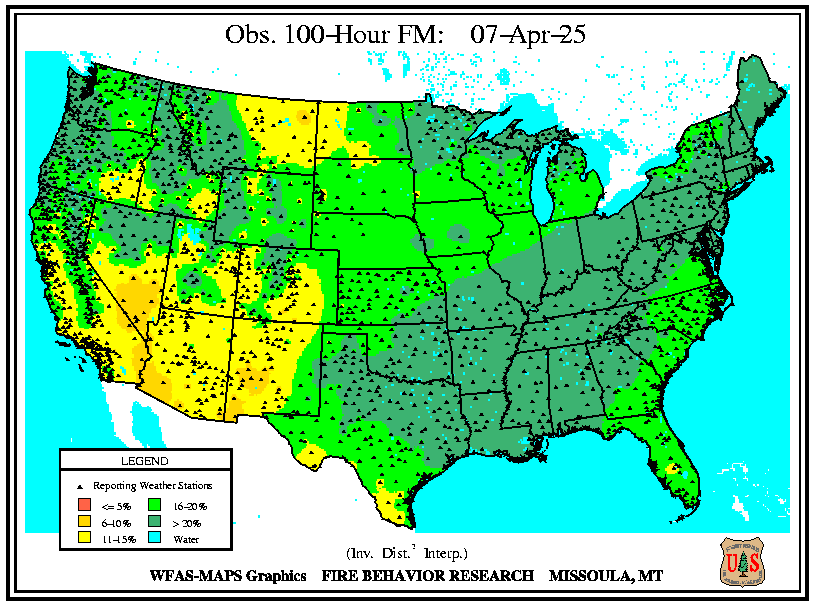 Obs. 100-Hour FM: 07-Apr-25
LEGEND
Reporting Weather Stations
<= 5%
16-20%
6-10%
> 20%
11-15%
Water
(Inv. Dist.² Interp.)
WFAS-MAPS Graphics FIRE BEHAVIOR RESEARCH MISSOULA, MT
U S